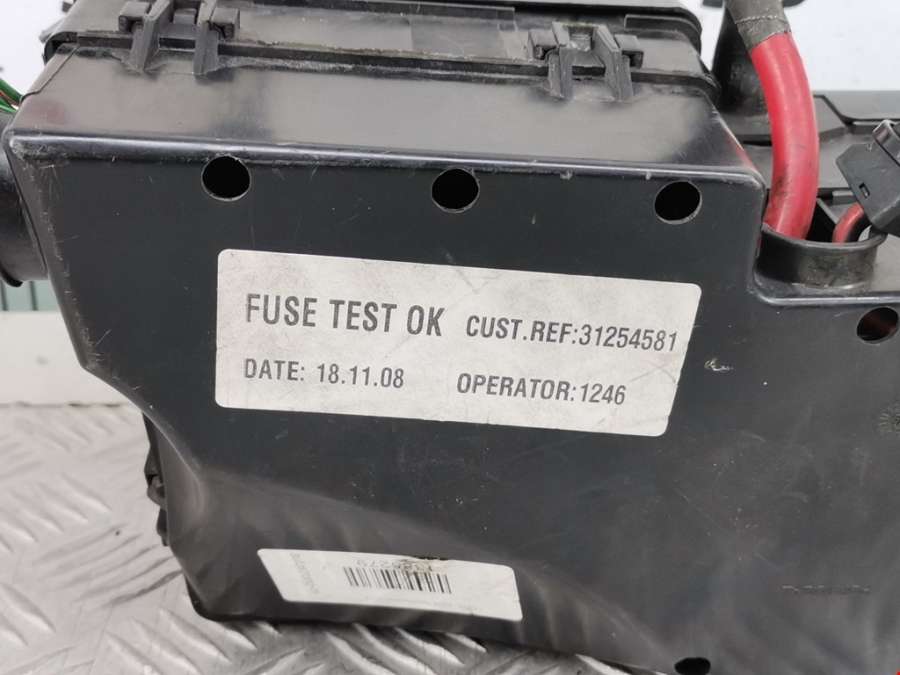 FUSE TEST OK CUST.REF:31254581
DATE: 18.11.08 OPERATOR:1246